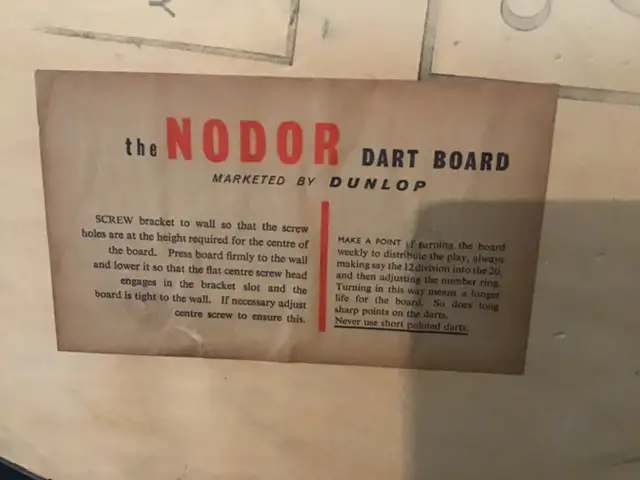 Y
the NODOR DART BOARD
MARKETED BY DUNLOP
SCREW bracket to wall so that the screw
holes are at the height required for the centre of
the board. Press board firmly to the wall
and lower it so that the flat centre screw head
engages in the bracket slot and the
board is tight to the wall. If necessary adjust
centre screw to ensure this.
MAKE A POINT of turning the board
weekly to distribute the play, always
making say the 12 division into the 20,
and then adjusting the number ring.
Turning in this way means a longer
life for the board. So does long
sharp points on the darts.
Never use short pointed darts.